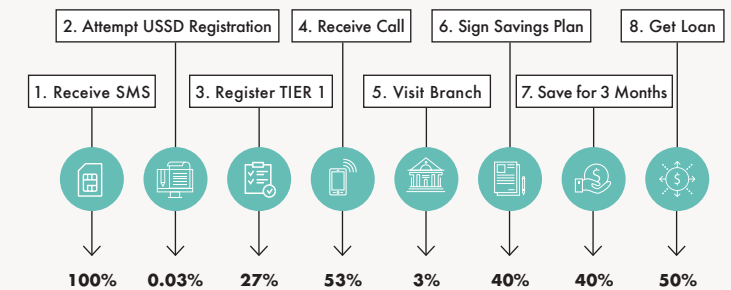 2. Attempt USSD Registration
4. Receive Call
6. Sign Savings Plan
8. Get Loan
1. Receive SMS
3. Register TIER 1
5. Visit Branch
7. Save for 3 Months
100%
0.03%
27%
53%
3%
40%
40%
50%